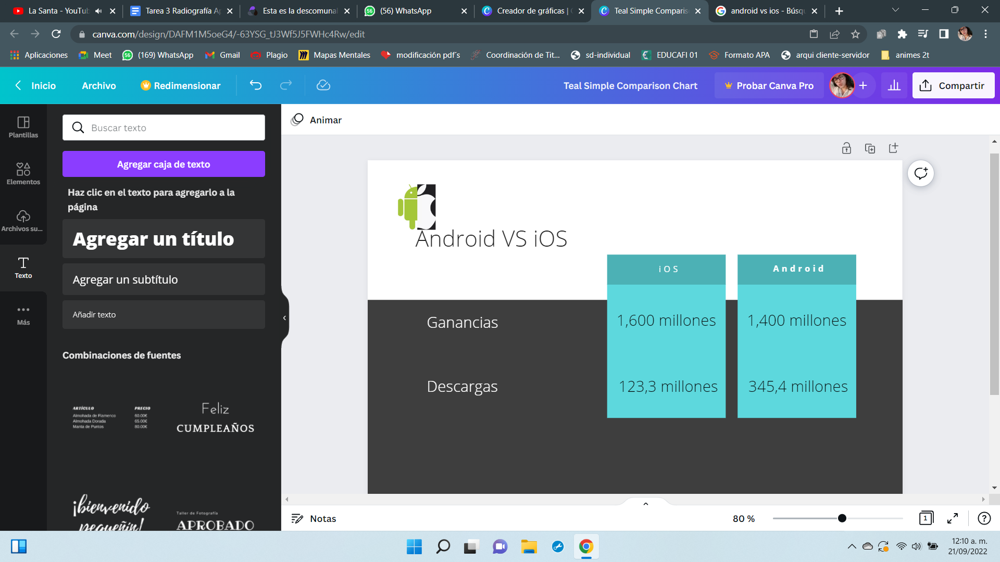 La Santa - YouTub
Tarea 3 Radiografía Ap
Esta es la descomunal
(56) WhatsApp
Creador de gráficas |
Teal Simple Comparis
android vs ios - Búsqu
canva.com/design/DAFM1M5oeG4/-63YSG_tJ3Wf5J5FWHc4Rw/edit
Aplicaciones
Meet
(169) WhatsApp
Gmail
Plagio
Mapas Mentales
modificación pdf´s
Coordinación de Tit...
sd-individual
EDUCAFI 01
Formato APA
arqui cliente-servidor
animes 2t
Inicio
Archivo
Redimensionar
Teal Simple Comparison Chart
Probar Canva Pro
Compartir
Plantillas
Elementos
Archivos su...
Texto
Más
Buscar texto
Agregar caja de texto
Haz clic en el texto para agregarlo a la
página
Agregar un título
Agregar un subtítulo
Añadir texto
Combinaciones de fuentes
ARTÍCULO PRECIO
Almohada de Flamenco 60.00€
Almohada Dorada 65.00€
Manta de Puntos 80.00€
Feliz
CUMPLEAÑOS
¡bienvenido
pequeñín!
Taller de Fotografía
APROBADO
Animar
Android VS iOS
iOS
Android
Ganancias
1,600 millones
1,400 millones
Descargas
123,3 millones
345,4 millones
Notas
80 %
1
12:10 a. m.
21/09/2022